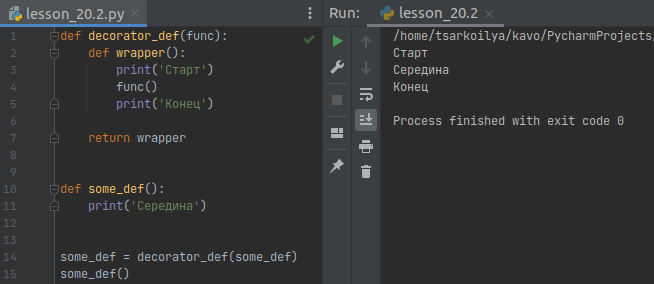 lesson_20.2.py
1 def decorator_def(func):
2 def wrapper():
3 print('Старт')
4 func()
5 print('Конец')
6
7 return wrapper
8
9
10 def some_def():
11 print('Середина')
12
13
14 some_def = decorator_def(some_def)
15 some_def()
Run: lesson_20.2
/home/tsarkoilya/kavo/PycharmProjects/
Старт
Середина
Конец
Process finished with exit code 0